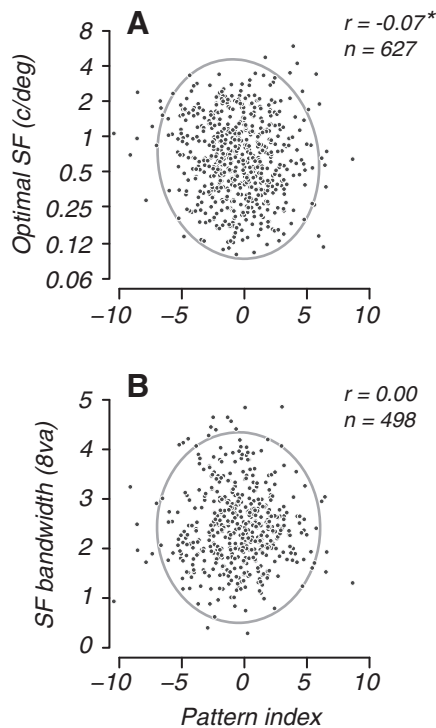 A
r = -0.07*
n = 627
Optimal SF (c/deg)
8
4
2
1
0.5
0.25
0.12
0.06
−10 −5 0 5 10
B
r = 0.00
n = 498
SF bandwidth (8va)
5
4
3
2
1
0
−10 −5 0 5 10
Pattern index